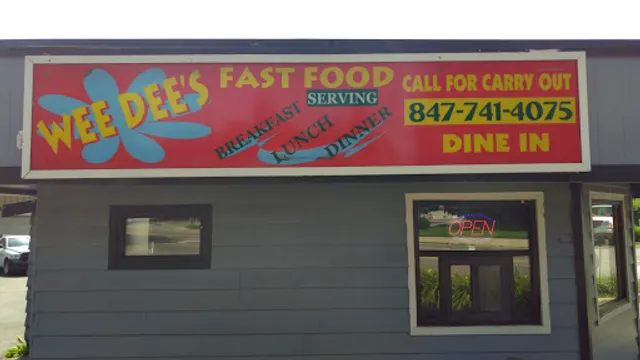 WEE DEE'S
FAST FOOD
SERVING
BREAKFAST
LUNCH
DINNER
CALL FOR CARRY OUT
847-741-4075
DINE IN
OPEN